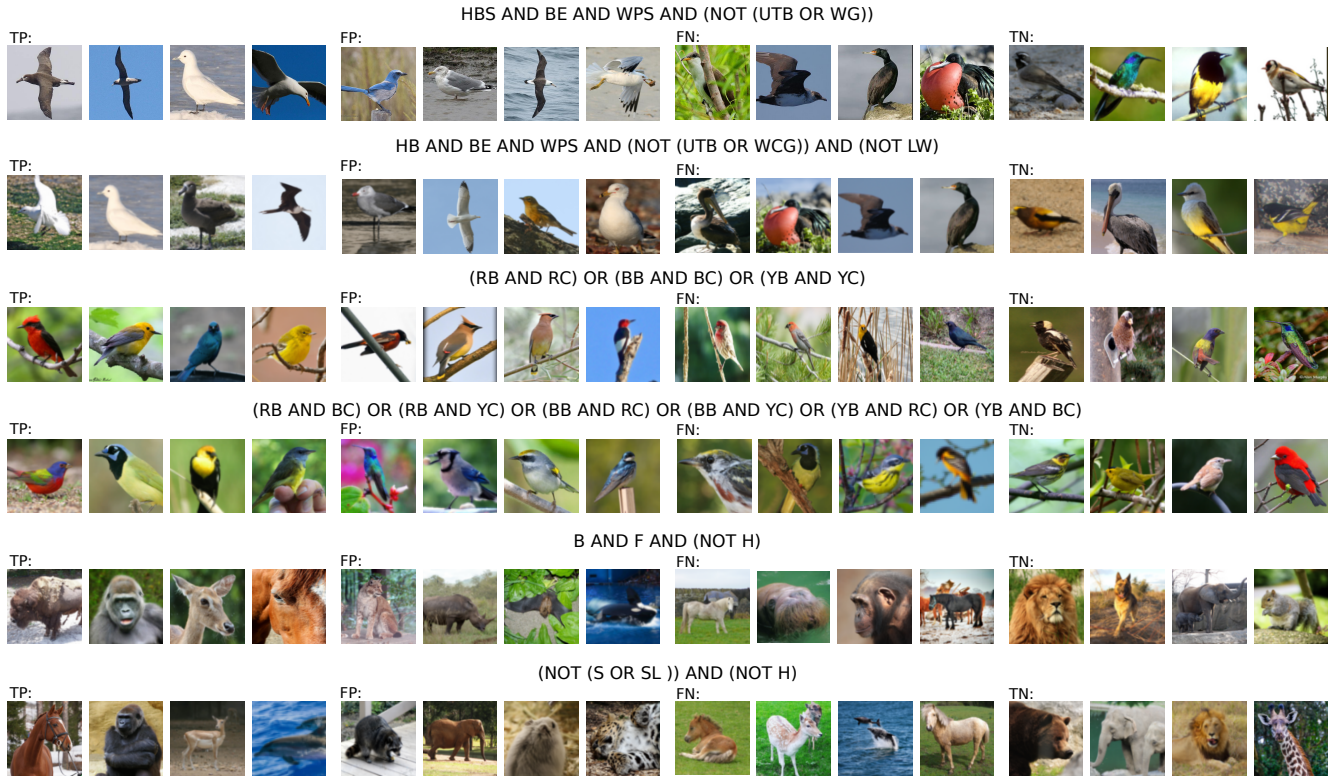 HBS AND BE AND WPS AND (NOT (UTB OR WG))
TP: FP: FN: TN:
HB AND BE AND WPS AND (NOT (UTB OR WCG)) AND (NOT LW)
TP: FP: FN: TN:
(RB AND RC) OR (BB AND BC) OR (YB AND YC)
TP: FP: FN: TN:
(RB AND BC) OR (RB AND YC) OR (BB AND RC) OR (BB AND YC) OR (YB AND RC) OR (YB AND BC)
TP: FP: FN: TN:
B AND F AND (NOT H)
TP: FP: FN: TN:
(NOT (S OR SL )) AND (NOT H)
TP: FP: FN: TN: